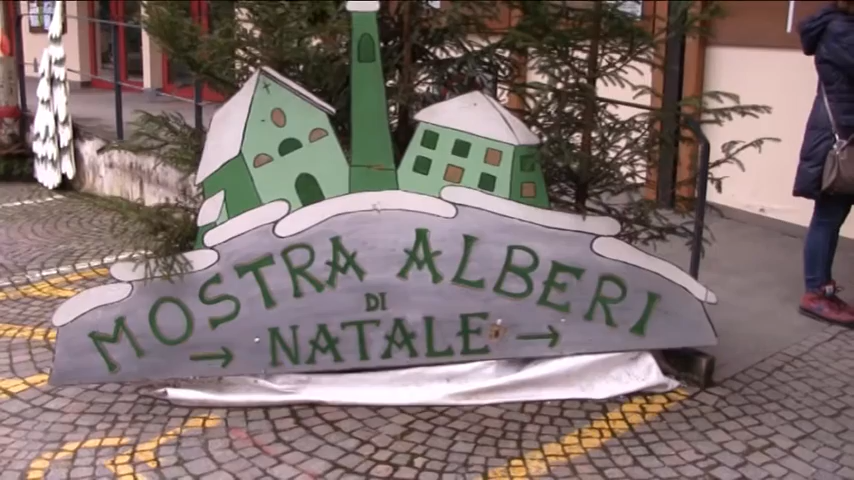 MOSTRA ALBERI
DI
→ NATALE →